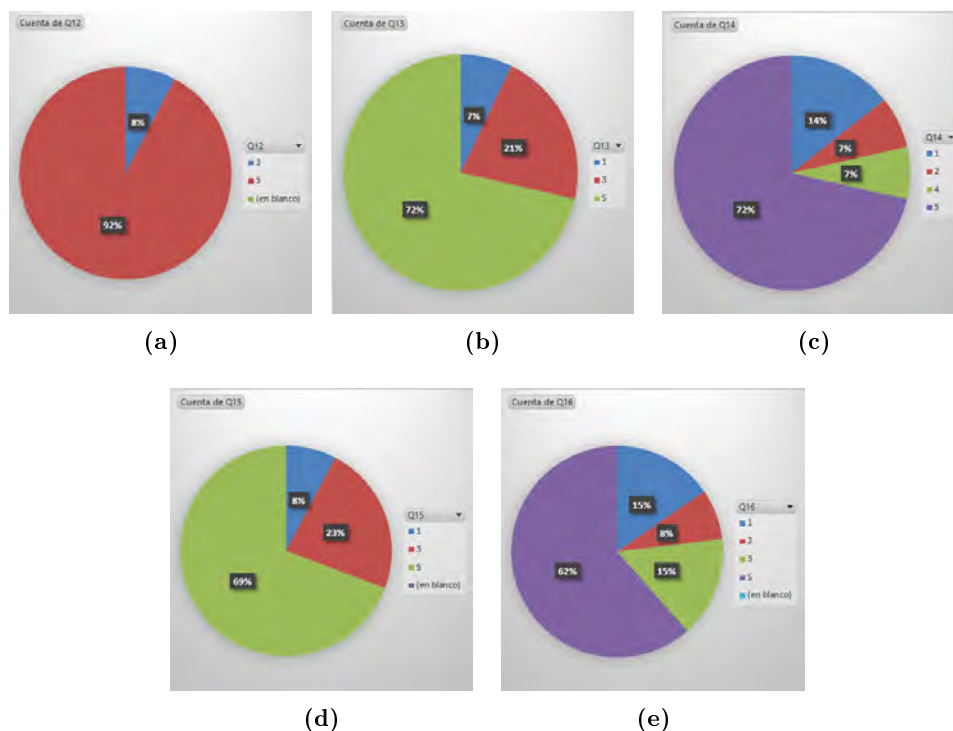 Cuenta de Q12
8%
92%
Q12
2
5
(en blanco)
(a)
Cuenta de Q13
7%
21%
72%
Q13
1
3
5
(b)
Cuenta de Q14
14%
7%
7%
72%
Q14
1
2
4
5
(c)
Cuenta de Q15
8%
23%
69%
Q15
1
3
5
(en blanco)
(d)
Cuenta de Q16
15%
8%
15%
62%
Q16
1
2
3
5
(en blanco)
(e)